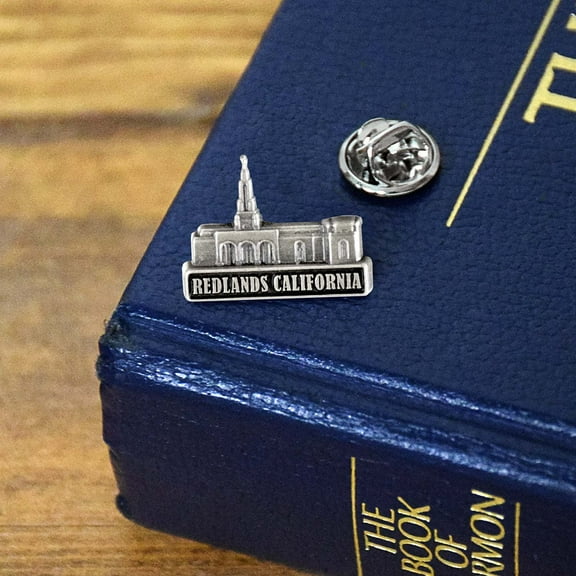 REDLANDS CALIFORNIA
THE
BOOK
OF